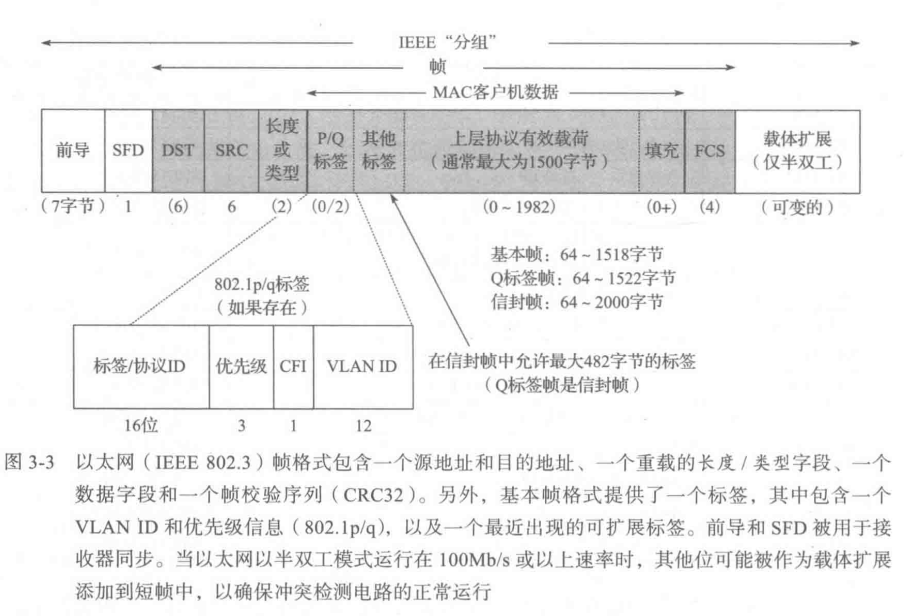 IEEE “分组”
帧
MAC客户机数据
前导
SFD
DST
SRC
长度
或
类型
P/Q
标签
其他
标签
上层协议有效载荷
（通常最大为1500字节）
填充
FCS
载体扩展
（仅半双工）
（7字节） 1 (6) 6 (2) (0/2) (0～1982) (0+) (4) （可变的）
基本帧：64～1518字节
Q标签帧：64～1522字节
信封帧：64～2000字节
802.1p/q标签
（如果存在）
标签/协议ID 优先级 CFI VLAN ID
16位 3 1 12
在信封帧中允许最大482字节的标签
（Q标签帧是信封帧）
图 3-3 以太网（IEEE 802.3）帧格式包含一个源地址和目的地址、一个重载的长度 / 类型字段、一个
数据字段和一个帧校验序列（CRC32）。另外，基本帧格式提供了一个标签，其中包含一个
VLAN ID 和优先级信息（802.1p/q），以及一个最近出现的可扩展标签。前导和 SFD 被用于接
收器同步。当以太网以半双工模式运行在 100Mb/s 或以上速率时，其他位可能被作为载体扩展
添加到短帧中，以确保冲突检测电路的正常运行